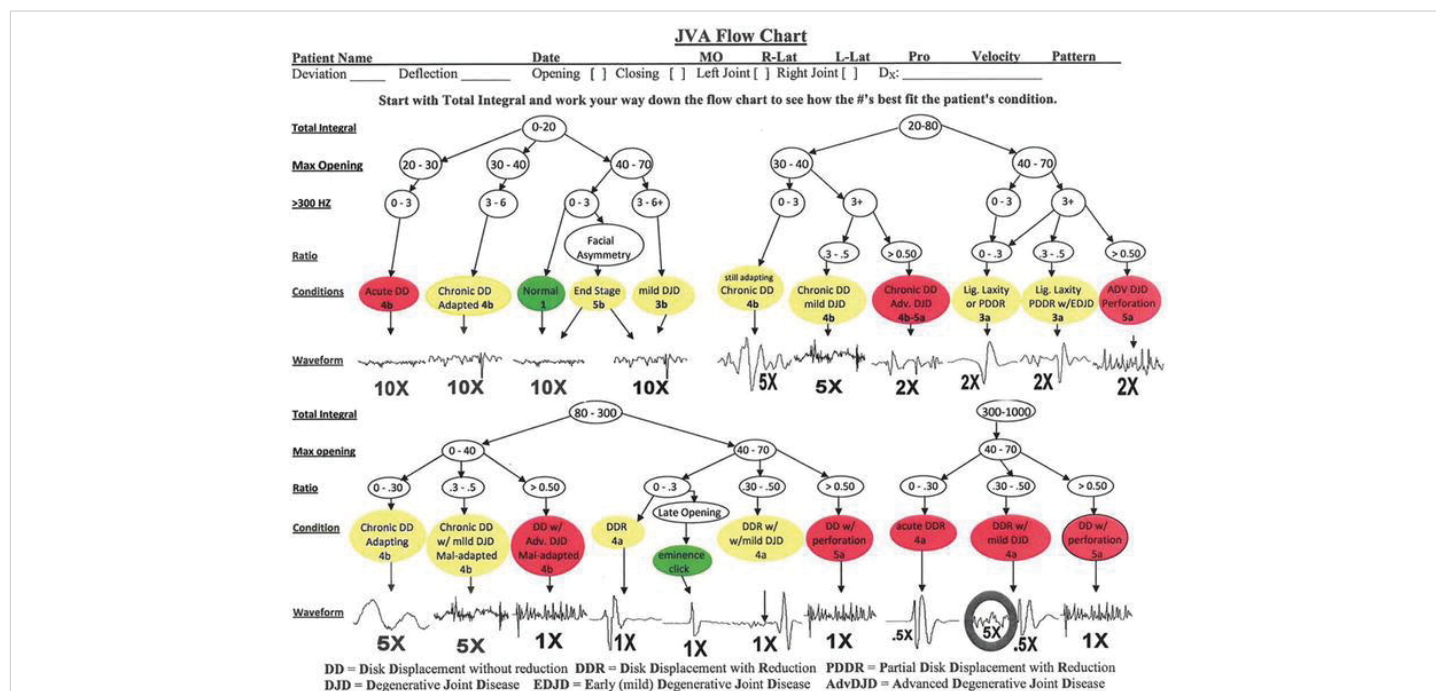 JVA Flow Chart
Patient Name Date MO R-Lat L-Lat Pro Velocity Pattern
Deviation _____ Deflection _______ Opening [ ] Closing [ ] Left Joint [ ] Right Joint [ ] Dx: ____________________
Start with Total Integral and work your way down the flow chart to see how the #'s best fit the patient's condition.
Total Integral 0-20 20-80
Max Opening 20 - 30 30 - 40 40 - 70 30 - 40 40 - 70
>300 HZ 0 - 3 3 - 6 0 - 3 3 - 6+ 0 - 3 3+ 0 - 3 3+
Facial
Asymmetry
Ratio .3 - .5 > 0.50 0 - .3 .3 - .5 > 0.50
Conditions
Acute DD
4b
Chronic DD
Adapted 4b
Normal
1
End Stage
5b
mild DJD
3b
still adapting
Chronic DD
4b
Chronic DD
mild DJD
4b
Chronic DD
Adv. DJD
4b-5a
Lig. Laxity
or PDDR
3a
Lig. Laxity
PDDR w/EDJD
3a
ADV DJD
Perforation
5a
Waveform
10X 10X 10X 10X 5X 5X 2X 2X 2X 2X
Total Integral 80 - 300 300-1000
Max opening 0 - 40 40 - 70 40 - 70
Ratio 0 - .30 .3 - .5 > 0.50 0 - .3 .30 - .50 > 0.50 0 - .30 .30 - .50 > 0.50
Late Opening
Condition
Chronic DD
Adapting
4b
Chronic DD
w/ mild DJD
Mal-adapted
4b
DD w/
Adv. DJD
Mal-adapted
4b
DDR
4a
eminence
click
DDR w/
w/mild DJD
4a
DD w/
perforation
5a
acute DDR
4a
DDR w/
mild DJD
4a
DD w/
perforation
5a
Waveform
5X 5X 1X 1X 1X 1X 1X .5X 5X .5X 1X
DD = Disk Displacement without reduction DDR = Disk Displacement with Reduction PDDR = Partial Disk Displacement with Reduction
DJD = Degenerative Joint Disease EDJD = Early (mild) Degenerative Joint Disease AdvDJD = Advanced Degenerative Joint Disease